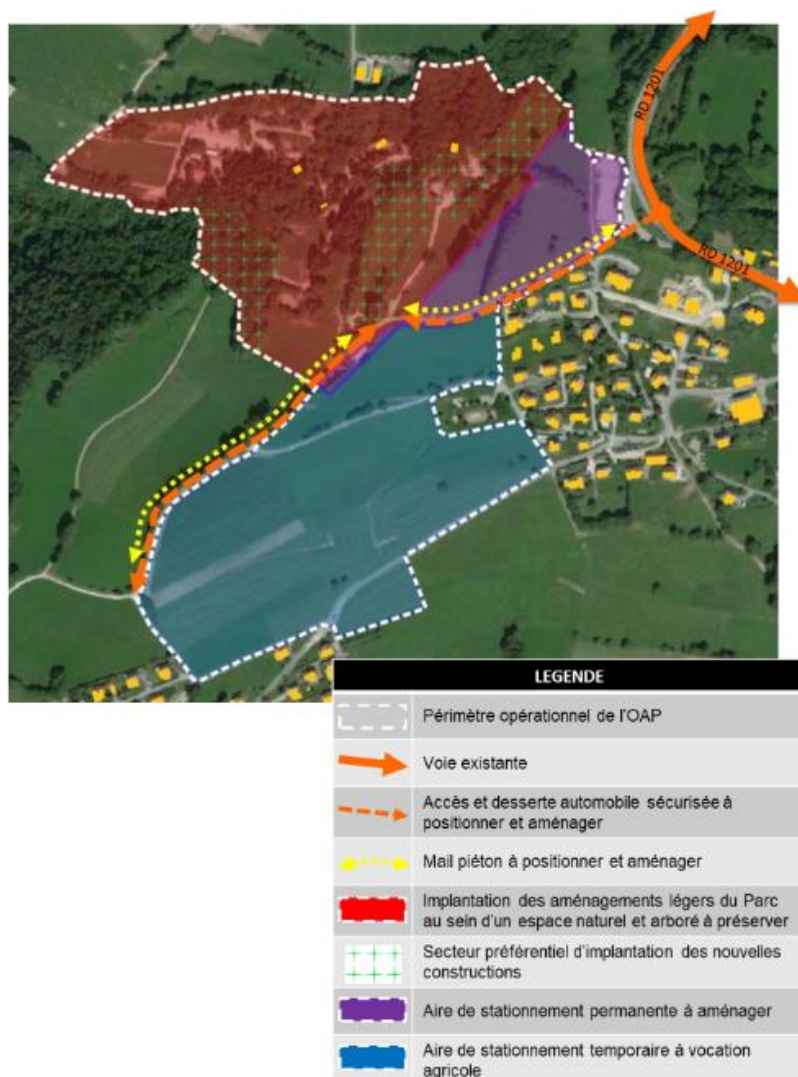 RD 1201
RD 1201
LEGENDE
Périmètre opérationnel de l'OAP
Voie existante
Accès et desserte automobile sécurisée à
positionner et aménager
Mail piéton à positionner et aménager
Implantation des aménagements légers du Parc
au sein d'un espace naturel et arboré à préserver
Secteur préférentiel d'implantation des nouvelles
constructions
Aire de stationnement permanente à aménager
Aire de stationnement temporaire à vocation
agricole